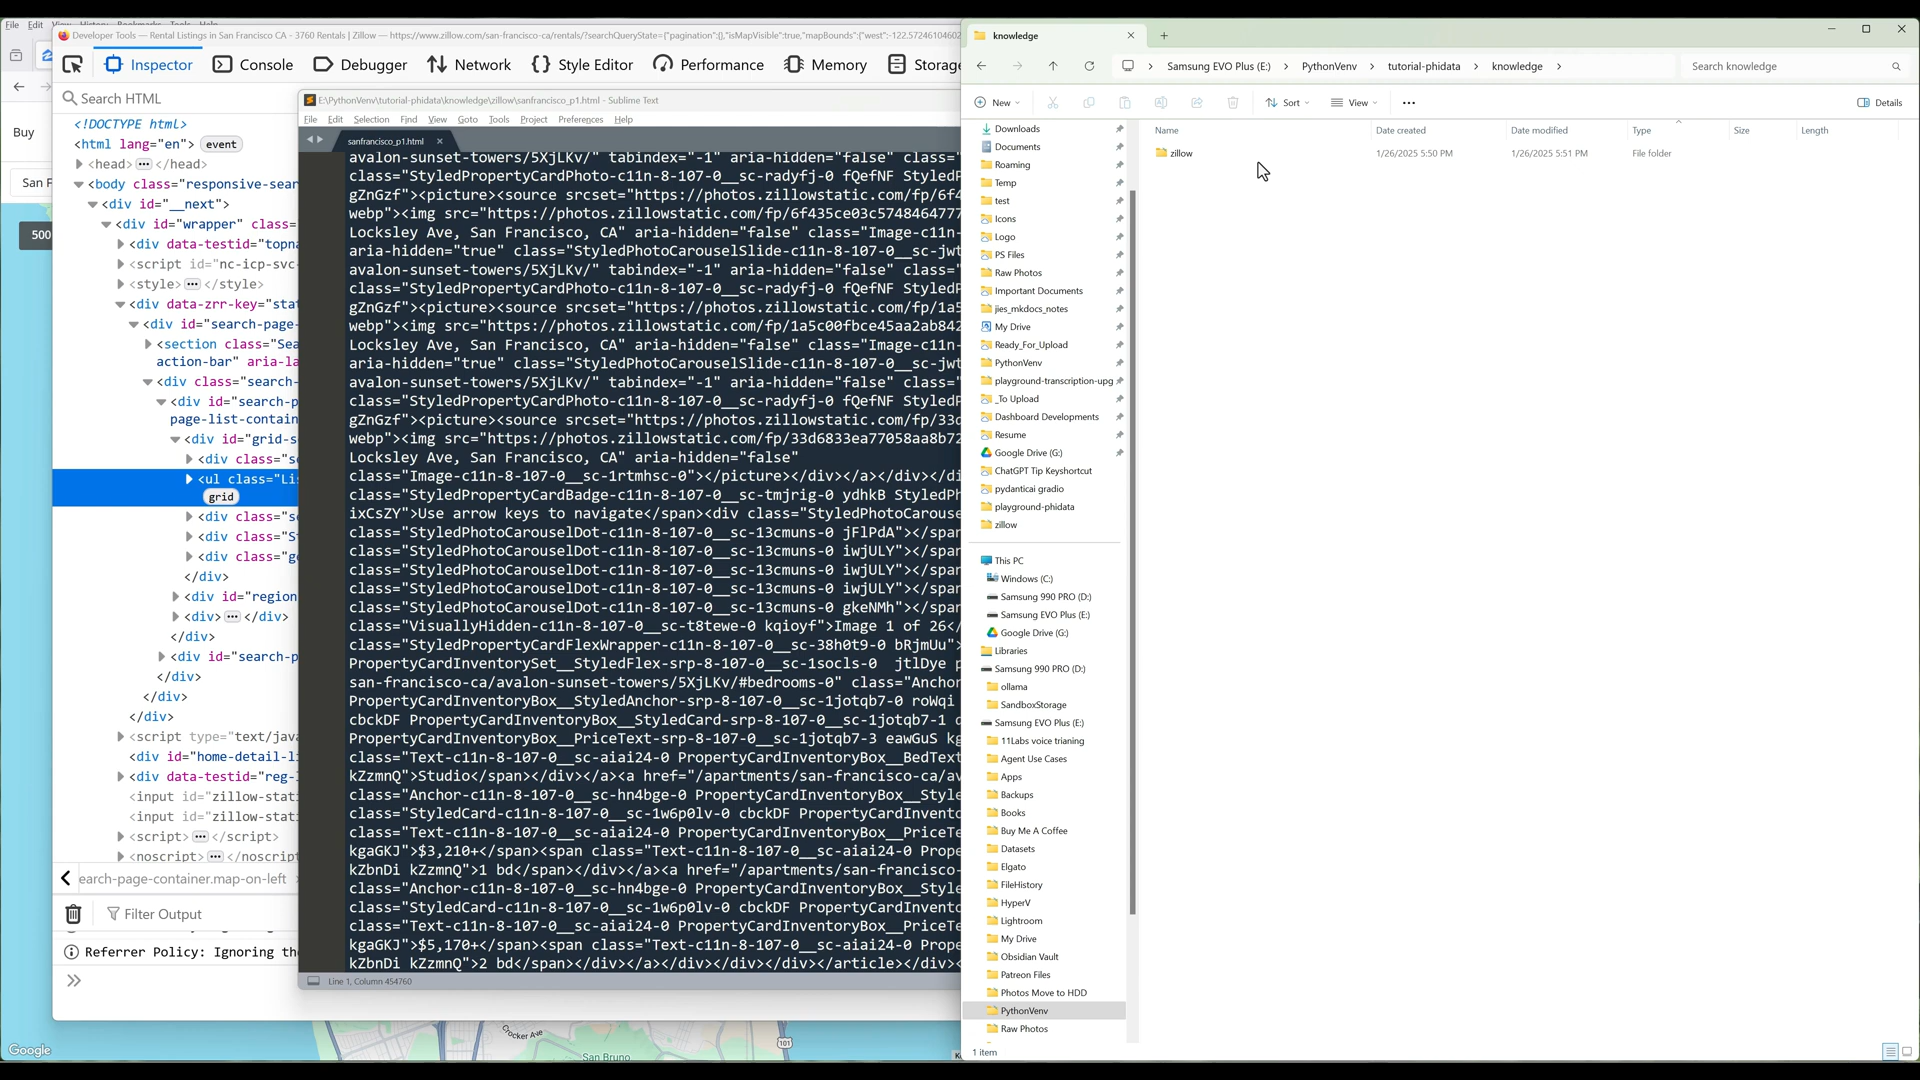 File Edit View History Bookmarks Tools Help
Developer Tools — Rental Listings in San Francisco CA - 3760 Rentals | Zillow — https://www.zillow.com/san-francisco-ca/rentals/?searchQueryState={"pagination":{},"isMapVisible":true,"mapBounds":{"west":-122.57246104602
Inspector Console Debugger Network Style Editor Performance Memory Storag
Search HTML
Buy
San F
500
<!DOCTYPE html>
<html lang="en"> event
<head> </head>
<body class="responsive-sear
<div id="__next">
<div id="wrapper" class=
<div data-testid="topna
<script id="nc-icp-svc-
<style> </style>
<div data-zrr-key="stat
<div id="search-page-
<section class="Sea
action-bar" aria-la
<div class="search-
<div id="search-p
page-list-contain
<div id="grid-s
<div class="se
<ul class="Lis
grid
<div class="se
<div class="S
<div class="ge
</div>
<div id="region
<div> </div>
</div>
<div id="search-p
</div>
</div>
</div>
<script type="text/java
<div id="home-detail-l
<div data-testid="reg-
<input id="zillow-stati
<input id="zillow-stati
<script> </script>
<noscript> </noscript
earch-page-container.map-on-left
Filter Output
Referrer Policy: Ignoring the
E:\PythonVenv\tutorial-phidata\knowledge\zillow\sanfrancisco_p1.html - Sublime Text
File Edit Selection Find View Goto Tools Project Preferences Help
sanfrancisco_p1.html
avalon-sunset-towers/5XjLKv/" tabindex="-1" aria-hidden="false" class="
class="StyledPropertyCardPhoto-c11n-8-107-0__sc-radyfj-0 fQefNF StyledP
gZnGzf"><picture><source srcset="https://photos.zillowstatic.com/fp/6f4
webp"><img src="https://photos.zillowstatic.com/fp/6f435ce03c5748464777
Locksley Ave, San Francisco, CA" aria-hidden="false" class="Image-c11n-
aria-hidden="true" class="StyledPhotoCarouselSlide-c11n-8-107-0__sc-jwt
avalon-sunset-towers/5XjLKv/" tabindex="-1" aria-hidden="false" class="
class="StyledPropertyCardPhoto-c11n-8-107-0__sc-radyfj-0 fQefNF StyledP
gZnGzf"><picture><source srcset="https://photos.zillowstatic.com/fp/1a5
webp"><img src="https://photos.zillowstatic.com/fp/1a5c00fbce45aa2ab842
Locksley Ave, San Francisco, CA" aria-hidden="false" class="Image-c11n-
aria-hidden="true" class="StyledPhotoCarouselSlide-c11n-8-107-0__sc-jwt
avalon-sunset-towers/5XjLKv/" tabindex="-1" aria-hidden="false" class="
class="StyledPropertyCardPhoto-c11n-8-107-0__sc-radyfj-0 fQefNF StyledP
gZnGzf"><picture><source srcset="https://photos.zillowstatic.com/fp/33d
webp"><img src="https://photos.zillowstatic.com/fp/33d6833ea77058aa8b72
Locksley Ave, San Francisco, CA" aria-hidden="false"
class="Image-c11n-8-107-0__sc-1rtmhsc-0"></picture></div></a></div></di
class="StyledPropertyCardBadge-c11n-8-107-0__sc-tmjrig-0 ydhkB StyledPh
ixCsZY">Use arrow keys to navigate</span><div class="StyledPhotoCarouse
class="StyledPhotoCarouselDot-c11n-8-107-0__sc-13cmuns-0 jFlPdA"></span
class="StyledPhotoCarouselDot-c11n-8-107-0__sc-13cmuns-0 iwjULY"></span
class="StyledPhotoCarouselDot-c11n-8-107-0__sc-13cmuns-0 iwjULY"></span
class="StyledPhotoCarouselDot-c11n-8-107-0__sc-13cmuns-0 iwjULY"></span
class="StyledPhotoCarouselDot-c11n-8-107-0__sc-13cmuns-0 gkeNMh"></span
class="VisuallyHidden-c11n-8-107-0__sc-t8tewe-0 kqioyf">Image 1 of 26</
class="StyledPropertyCardFlexWrapper-c11n-8-107-0__sc-38h0t9-0 bRjmUu">
PropertyCardInventorySet__StyledFlex-srp-8-107-0__sc-1socls-0 jtlDye p
san-francisco-ca/avalon-sunset-towers/5XjLKv/#bedrooms-0" class="Anchor
PropertyCardInventoryBox__StyledAnchor-srp-8-107-0__sc-1jotqb7-0 roWqi
cbckDF PropertyCardInventoryBox__StyledCard-srp-8-107-0__sc-1jotqb7-1 d
PropertyCardInventoryBox__PriceText-srp-8-107-0__sc-1jotqb7-3 eawGuS kg
class="Text-c11n-8-107-0__sc-aiai24-0 PropertyCardInventoryBox__BedText
kZzmnQ">Studio</span></div></a><a href="/apartments/san-francisco-ca/av
class="Anchor-c11n-8-107-0__sc-hn4bge-0 PropertyCardInventoryBox__Style
class="StyledCard-c11n-8-107-0__sc-1w6p0lv-0 cbckDF PropertyCardInvento
class="Text-c11n-8-107-0__sc-aiai24-0 PropertyCardInventoryBox__PriceTe
kgaGKJ">$3,210+</span><span class="Text-c11n-8-107-0__sc-aiai24-0 Prope
kZbnDi kZzmnQ">1 bd</span></div></a><a href="/apartments/san-francisco-
class="Anchor-c11n-8-107-0__sc-hn4bge-0 PropertyCardInventoryBox__Style
class="StyledCard-c11n-8-107-0__sc-1w6p0lv-0 cbckDF PropertyCardInvento
class="Text-c11n-8-107-0__sc-aiai24-0 PropertyCardInventoryBox__PriceTe
kgaGKJ">$5,170+</span><span class="Text-c11n-8-107-0__sc-aiai24-0 Prope
kZbnDi kZzmnQ">2 bd</span></div></a></div></div></div></article></div><
Line 1, Column 454760
Google
Crocker Ave
San Bruno
101
knowledge
Samsung EVO Plus (E:) > PythonVenv > tutorial-phidata > knowledge >
Search knowledge
New Sort View Details
Name Date created Date modified Type Size Length
zillow 1/26/2025 5:50 PM 1/26/2025 5:51 PM File folder
Downloads
Documents
Roaming
Temp
test
Icons
Logo
PS Files
Raw Photos
Important Documents
jies_mkdocs_notes
My Drive
Ready_For_Upload
PythonVenv
playground-transcription-upg
_To Upload
Dashboard Developments
Resume
Google Drive (G:)
ChatGPT Tip Keyshortcut
pydanticai gradio
playground-phidata
zillow
This PC
Windows (C:)
Samsung 990 PRO (D:)
Samsung EVO Plus (E:)
Google Drive (G:)
Libraries
Samsung 990 PRO (D:)
ollama
SandboxStorage
Samsung EVO Plus (E:)
11Labs voice trianing
Agent Use Cases
Apps
Backups
Books
Buy Me A Coffee
Datasets
Elgato
FileHistory
HyperV
Lightroom
My Drive
Obsidian Vault
Patreon Files
Photos Move to HDD
PythonVenv
Raw Photos
1 item